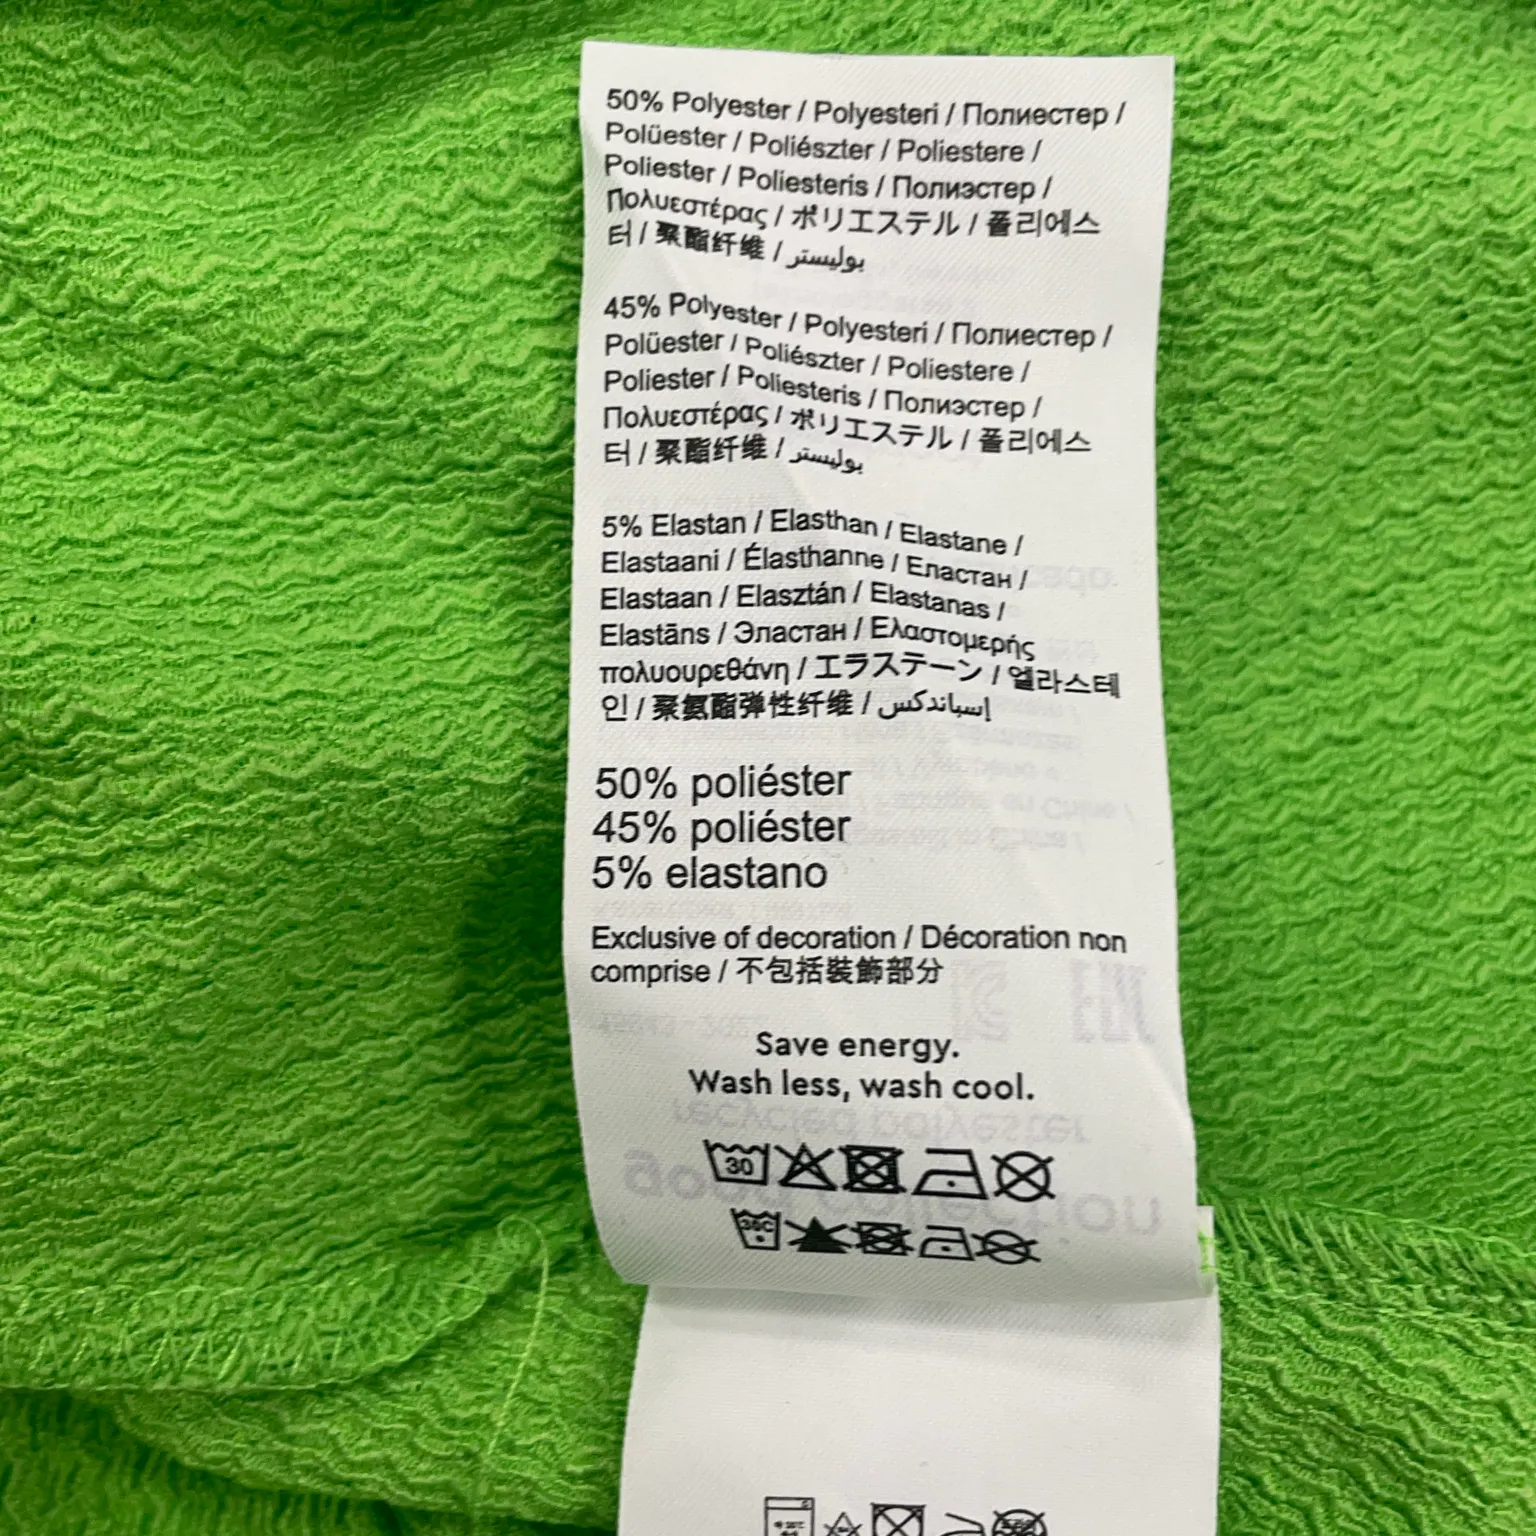 50% Polyester / Polyesteri / Полиестер /
Polüester / Poliészter / Poliestere /
Poliester / Poliesteris / Полиэстер /
Πολυεστέρας / ポリエステル / 폴리에스
터 / 聚酯纤维 / بوليستر
45% Polyester / Polyesteri / Полиестер /
Polüester / Poliészter / Poliestere /
Poliester / Poliesteris / Полиэстер /
Πολυεστέρας / ポリエステル / 폴리에스
터 / 聚酯纤维 / بوليستر
5% Elastan / Elasthan / Elastane /
Elastaani / Élasthanne / Еластан /
Elastaan / Elasztán / Elastanas /
Elastāns / Эластан / Ελαστομερής
πολυουρεθάνη / エラステーン / 엘라스테
인 / 聚氨酯弹性纤维 / إسباندكس
50% poliéster
45% poliéster
5% elastano
Exclusive of decoration / Décoration non
comprise / 不包括裝飾部分
Save energy.
Wash less, wash cool.
30
30C